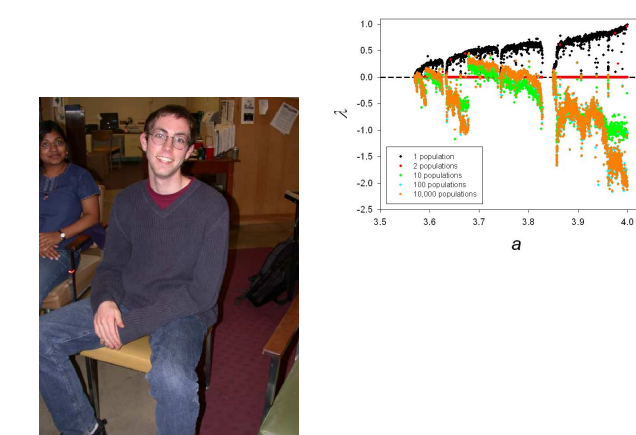 1.0
0.5
0.0
-0.5
-1.0
-1.5
-2.0
-2.5
λ
1 population
2 populations
10 populations
100 populations
10,000 populations
3.5 3.6 3.7 3.8 3.9 4.0
a